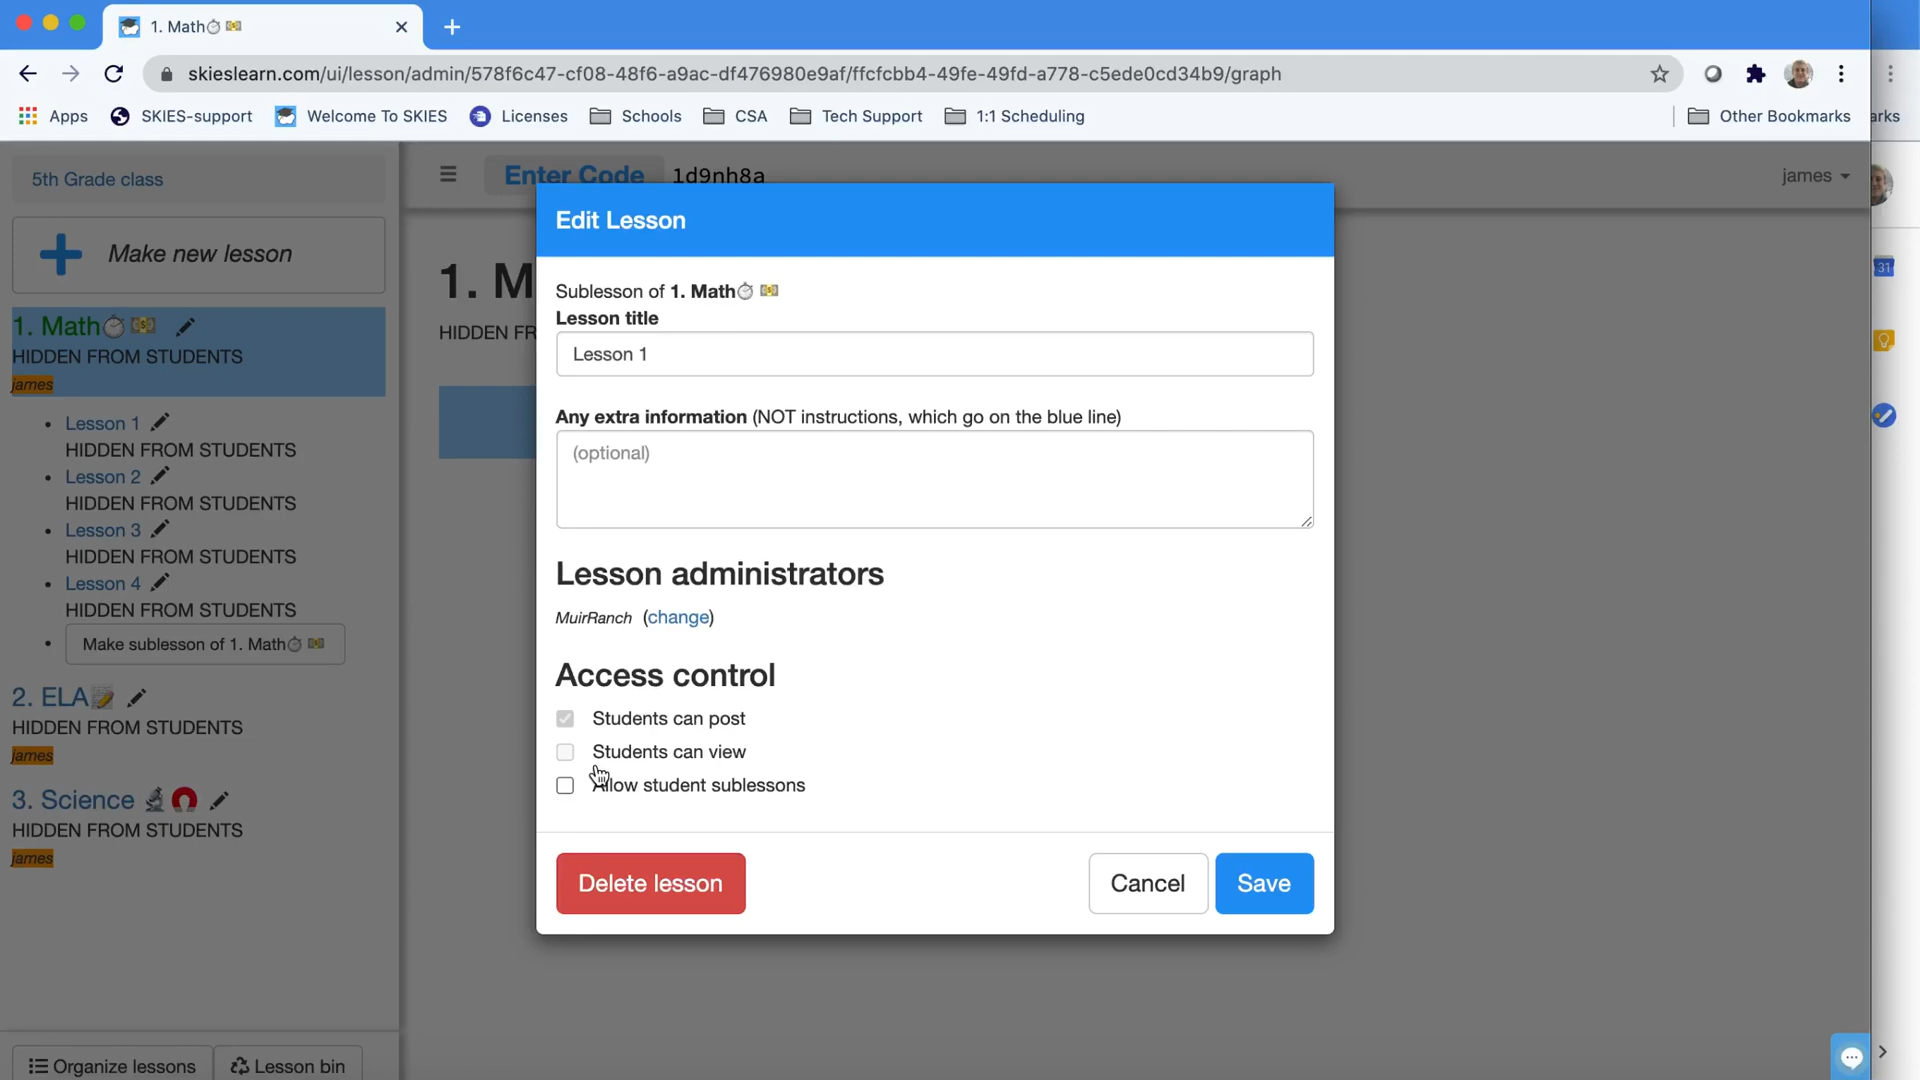 1. Math⏱️ 💵
skieslearn.com/ui/lesson/admin/578f6c47-cf08-48f6-a9ac-df476980e9af/ffcfcbb4-49fe-49fd-a778-c5ede0cd34b9/graph
Apps SKIES-support Welcome To SKIES Licenses Schools CSA Tech Support 1:1 Scheduling Other Bookmarks arks
5th Grade class
Enter Code 1d9nh8a
james
Make new lesson
1. Math⏱️ 💵
HIDDEN FROM STUDENTS
james
Lesson 1
HIDDEN FROM STUDENTS
Lesson 2
HIDDEN FROM STUDENTS
Lesson 3
HIDDEN FROM STUDENTS
Lesson 4
HIDDEN FROM STUDENTS
Make sublesson of 1. Math⏱️ 💵
2. ELA📝
HIDDEN FROM STUDENTS
james
3. Science 🔬🧲
HIDDEN FROM STUDENTS
james
Organize lessons
Lesson bin
1. M
HIDDEN FR
Edit Lesson
Sublesson of 1. Math⏱️ 💵
Lesson title
Lesson 1
Any extra information (NOT instructions, which go on the blue line)
(optional)
Lesson administrators
MuirRanch (change)
Access control
Students can post
Students can view
Allow student sublessons
Delete lesson
Cancel
Save
31